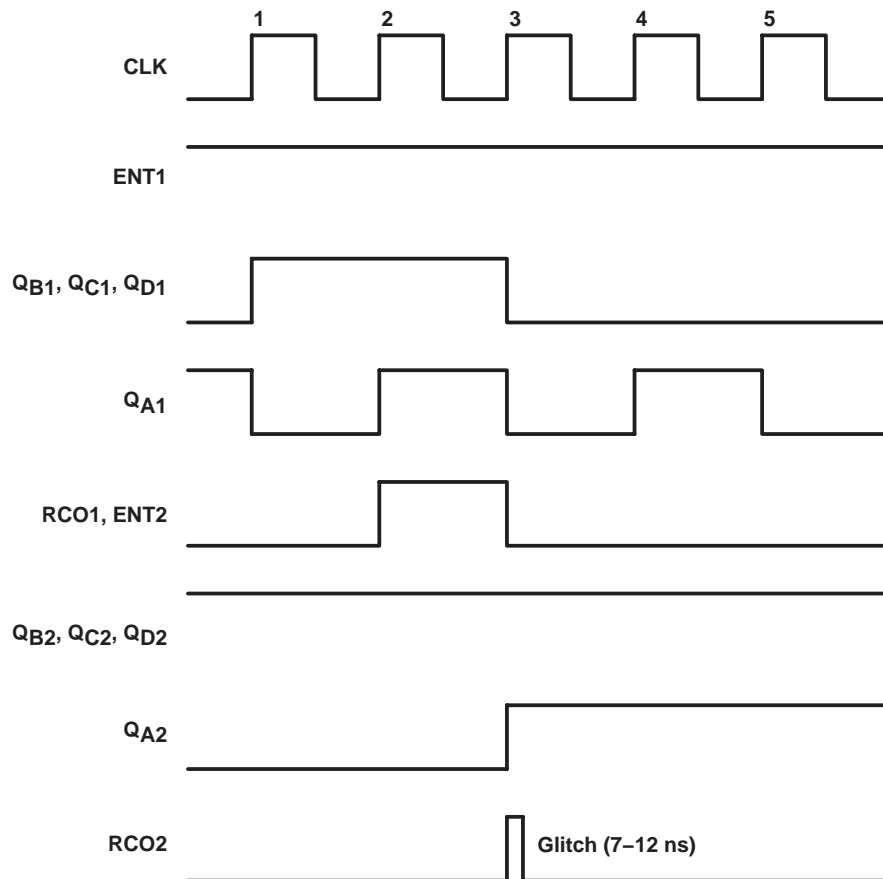 1 2 3 4 5
CLK
ENT1
QB1, QC1, QD1
QA1
RCO1, ENT2
QB2, QC2, QD2
QA2
RCO2
Glitch (7–12 ns)